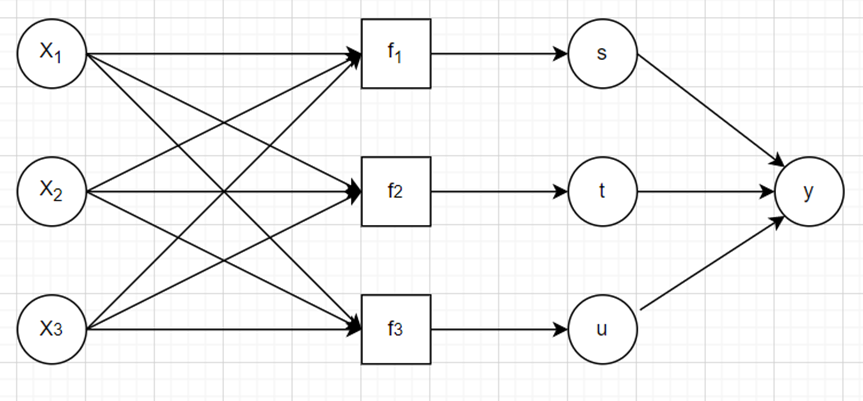 X₁ f₁ s
X₂ f2 t y
X3 f3 u